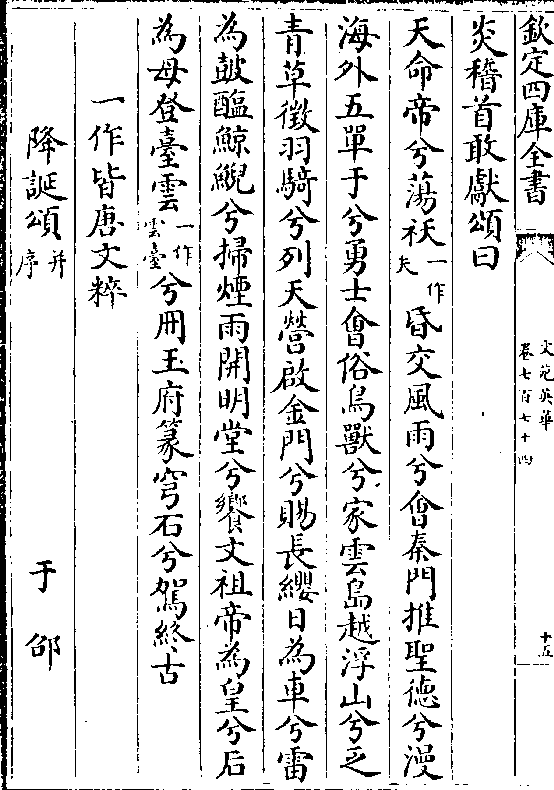 欽定四庫全書
文苑英華
卷七百七十四
十五
炎稽首敢獻頌曰
天命帝兮蕩祅一作夭昏交風雨兮會秦門推聖德兮漫
海外五單于兮勇士會俗鳥獸兮家雲島越浮山兮乏
青草徵羽騎兮列天營啟金門兮賜長纓日為車兮雷
為鼓醢鯨鯢兮掃煙雨開明堂兮饗文祖帝為皇兮后
為母登臺雲一作雲臺兮冊玉府篆穹石兮駕終古
一作皆唐文粹
降誕頌并序 于邵